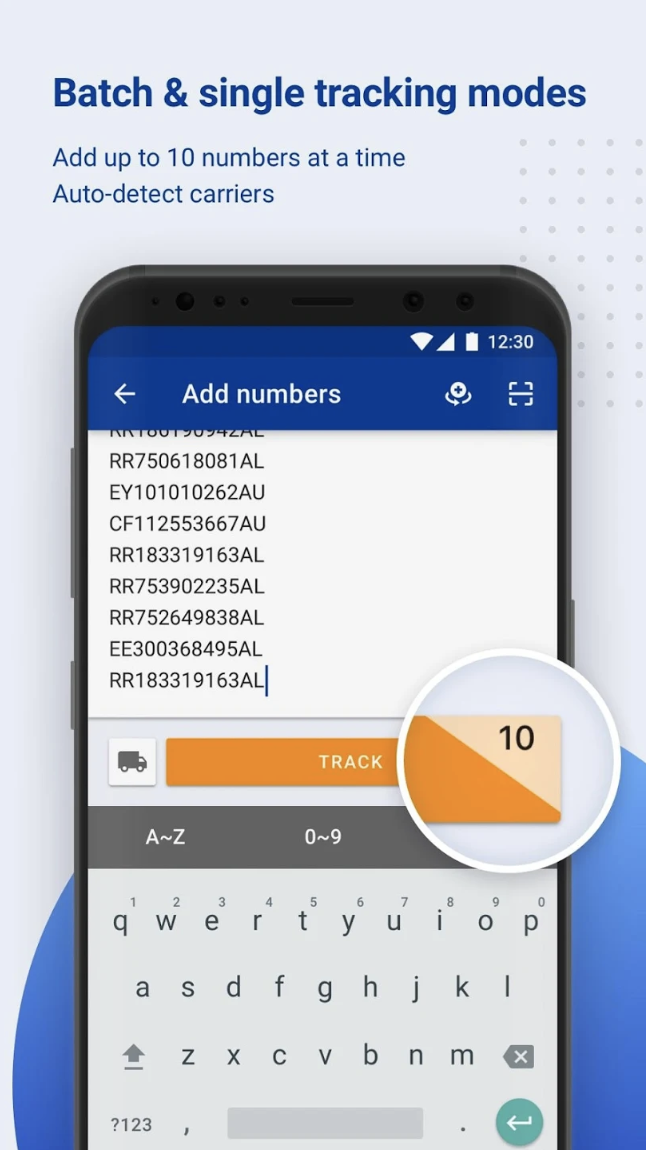 Batch & single tracking modes
Add up to 10 numbers at a time
Auto-detect carriers
12:30
Add numbers
RR750618081AL
EY101010262AU
CF112553667AU
RR183319163AL
RR753902235AL
RR752649838AL
EE300368495AL
RR183319163AL
10
TRACK
A~Z 0~9
1 2 3 4 5 6 7 8 9 0
q w e r t y u i o p
a s d f g h j k l
z x c v b n m
?123 , .